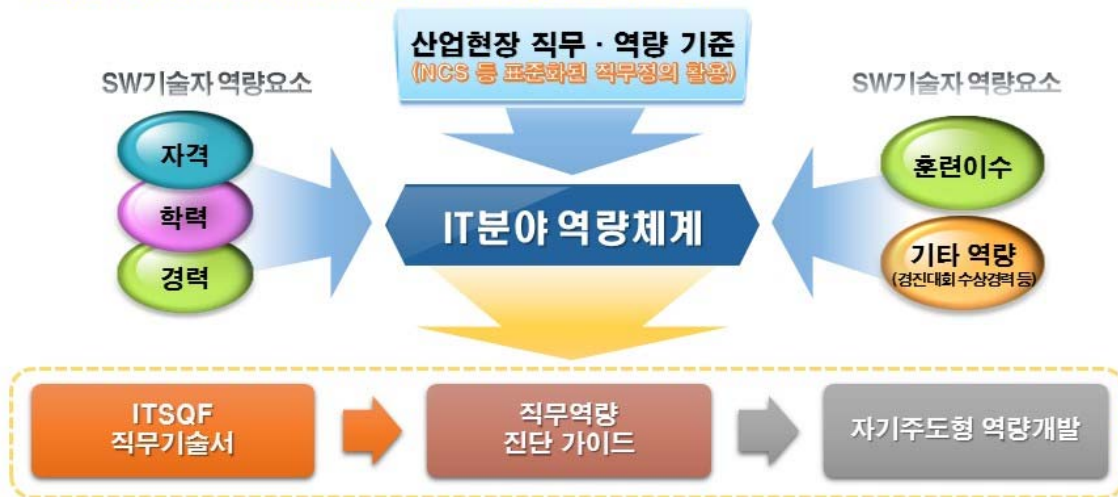 산업현장 직무 · 역량 기준
(NCS 등 표준화된 직무정의 활용)
SW기술자 역량요소
자격
학력
경력
SW기술자 역량요소
훈련이수
기타 역량
(경진대회 수상경력 등)
IT분야 역량체계
ITSQF
직무기술서
직무역량
진단 가이드
자기주도형 역량개발